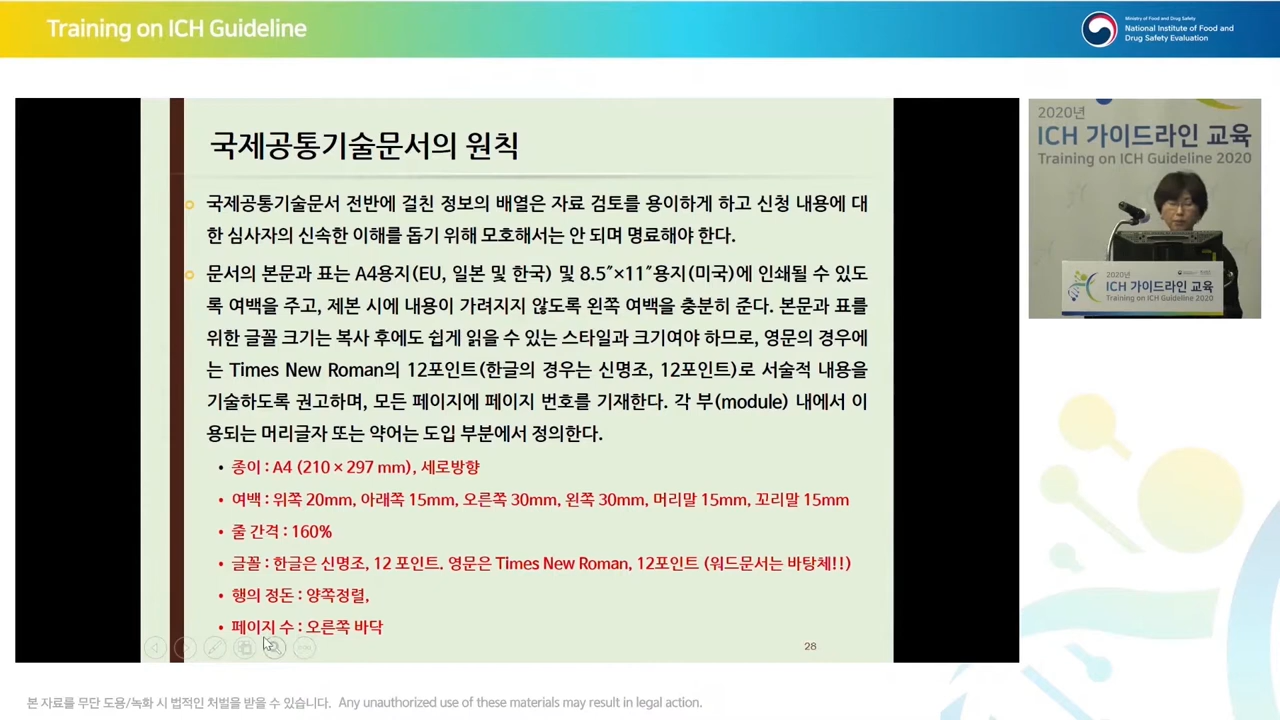 Training on ICH Guideline
Ministry of Food and Drug Safety
National Institute of Food and
Drug Safety Evaluation
국제공통기술문서의 원칙
국제공통기술문서 전반에 걸친 정보의 배열은 자료 검토를 용이하게 하고 신청 내용에 대
한 심사자의 신속한 이해를 돕기 위해 모호해서는 안 되며 명료해야 한다.
문서의 본문과 표는 A4용지(EU, 일본 및 한국) 및 8.5″×11″용지(미국)에 인쇄될 수 있도
록 여백을 주고, 제본 시에 내용이 가려지지 않도록 왼쪽 여백을 충분히 준다. 본문과 표를
위한 글꼴 크기는 복사 후에도 쉽게 읽을 수 있는 스타일과 크기여야 하므로, 영문의 경우에
는 Times New Roman의 12포인트(한글의 경우는 신명조, 12포인트)로 서술적 내용을
기술하도록 권고하며, 모든 페이지에 페이지 번호를 기재한다. 각 부(module) 내에서 이
용되는 머리글자 또는 약어는 도입 부분에서 정의한다.
• 종이 : A4 (210 × 297 mm), 세로방향
• 여백 : 위쪽 20mm, 아래쪽 15mm, 오른쪽 30mm, 왼쪽 30mm, 머리말 15mm, 꼬리말 15mm
• 줄 간격 : 160%
• 글꼴 : 한글은 신명조, 12 포인트. 영문은 Times New Roman, 12포인트 (워드문서는 바탕체!!)
• 행의 정돈 : 양쪽정렬,
• 페이지 수 : 오른쪽 바닥
28
2020년
ICH 가이드라인 교육
Training on ICH Guideline 2020
2020년
ICH 가이드라인 교육
Training on ICH Guideline 2020
본 자료를 무단 도용/녹화 시 법적인 처벌을 받을 수 있습니다. Any unauthorized use of these materials may result in legal action.